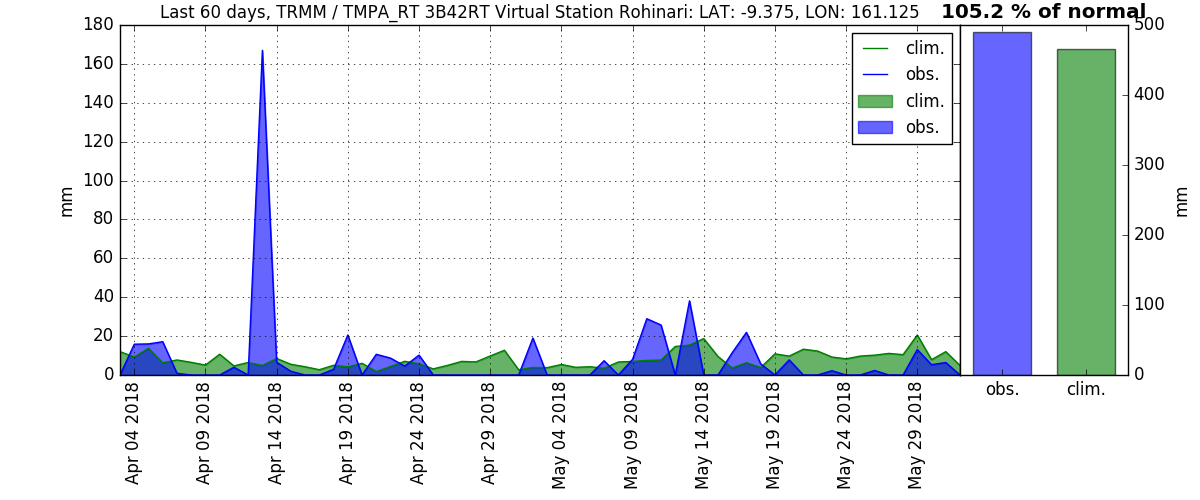 Last 60 days, TRMM / TMPA_RT 3B42RT Virtual Station Rohinari: LAT: -9.375, LON: 161.125
105.2 % of normal
180
160
140
120
100
80
60
40
20
0
mm
clim.
obs.
clim.
obs.
500
400
300
200
100
0
mm
obs.
clim.
Apr 04 2018
Apr 09 2018
Apr 14 2018
Apr 19 2018
Apr 24 2018
Apr 29 2018
May 04 2018
May 09 2018
May 14 2018
May 19 2018
May 24 2018
May 29 2018